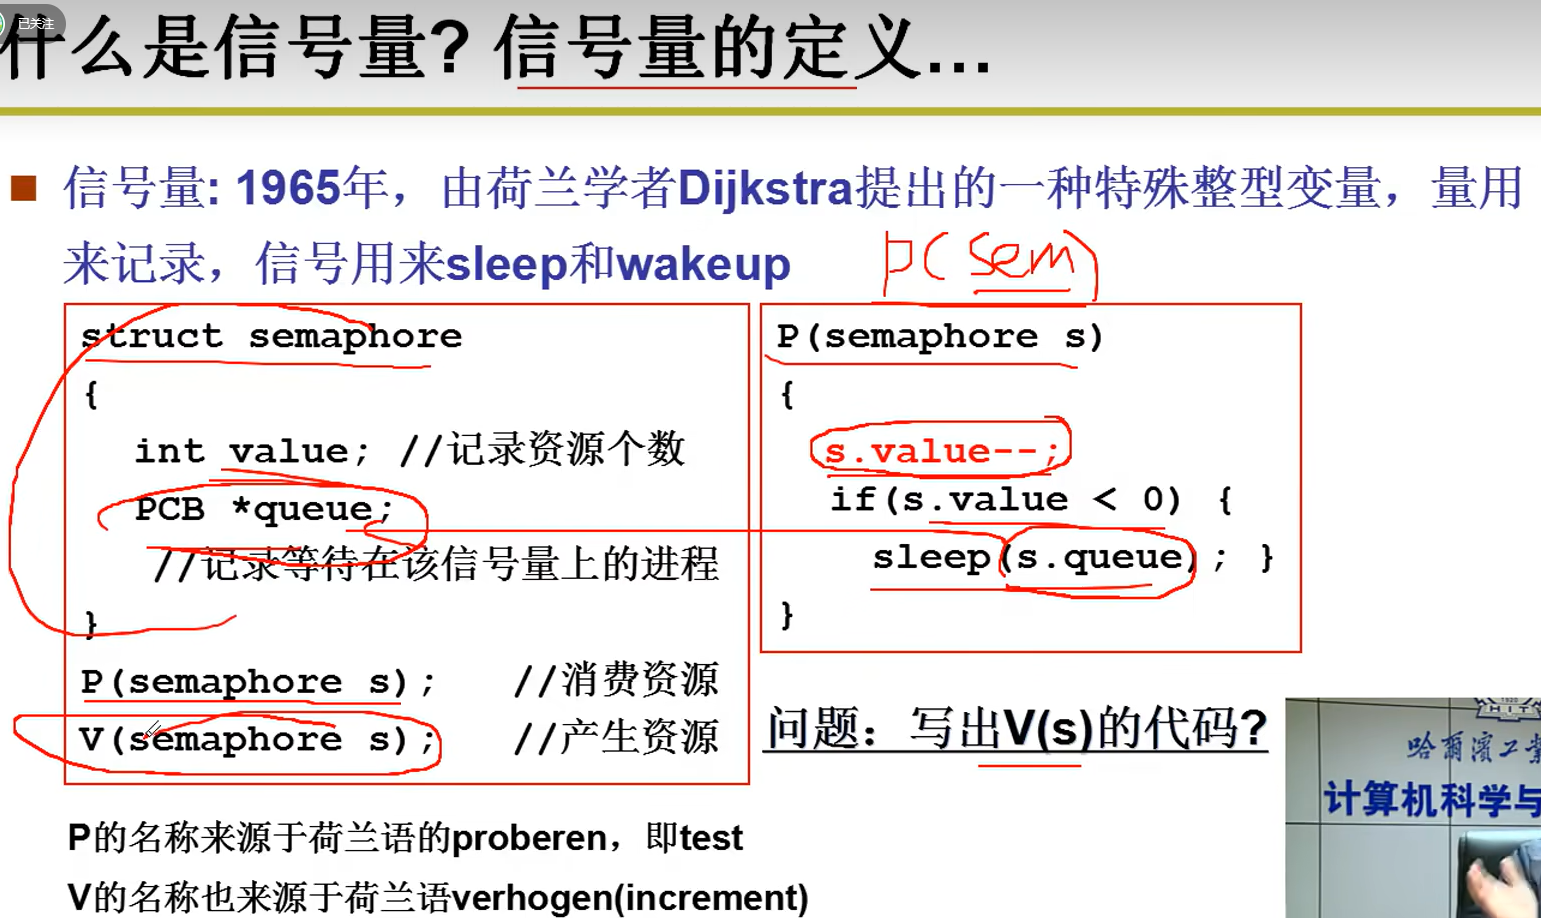 已关注
什么是信号量? 信号量的定义...
信号量: 1965年，由荷兰学者Dijkstra提出的一种特殊整型变量，量用
来记录，信号用来sleep和wakeup
P(sem)
struct semaphore
{
int value; //记录资源个数
PCB *queue;
//记录等待在该信号量上的进程
}
P(semaphore s); //消费资源
V(semaphore s); //产生资源
P(semaphore s)
{
s.value--;
if(s.value < 0) {
sleep(s.queue); }
}
问题：写出V(s)的代码?
P的名称来源于荷兰语的proberen，即test
V的名称也来源于荷兰语verhogen(increment)
HIT
哈爾濱工業
计算机科学与